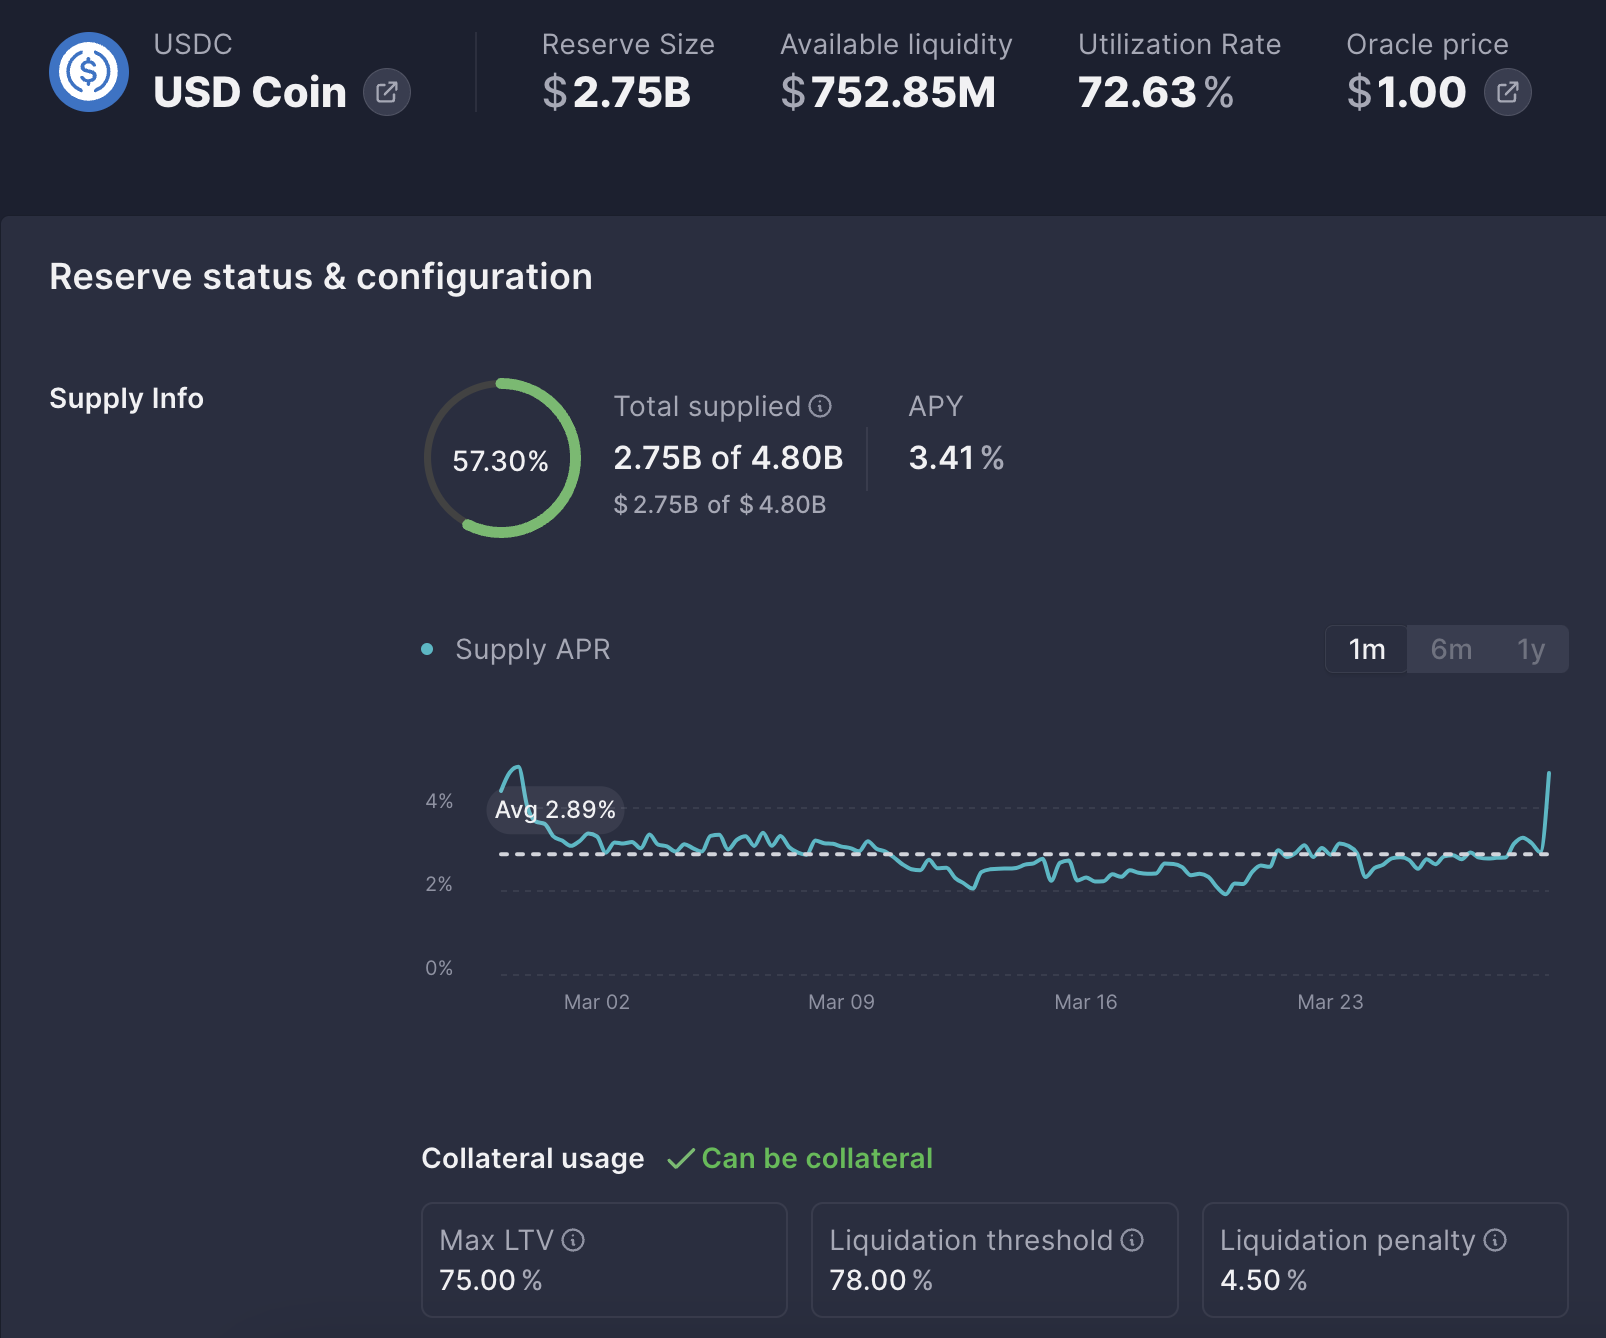 USDC
USD Coin
Reserve Size
$2.75B
Available liquidity
$752.85M
Utilization Rate
72.63%
Oracle price
$1.00
Reserve status & configuration
Supply Info
57.30%
Total supplied
2.75B of 4.80B
$2.75B of $4.80B
APY
3.41%
Supply APR
1m 6m 1y
4%
Avg 2.89%
2%
0%
Mar 02 Mar 09 Mar 16 Mar 23
Collateral usage Can be collateral
Max LTV
75.00%
Liquidation threshold
78.00%
Liquidation penalty
4.50%